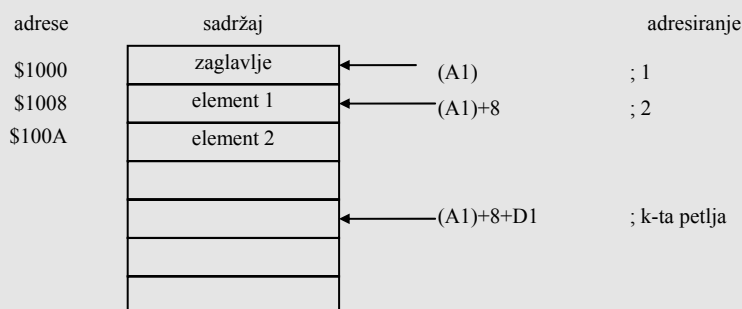 adrese sadržaj adresiranje
$1000 zaglavlje (A1) ; 1
$1008 element 1 (A1)+8 ; 2
$100A element 2
(A1)+8+D1 ; k-ta petlja